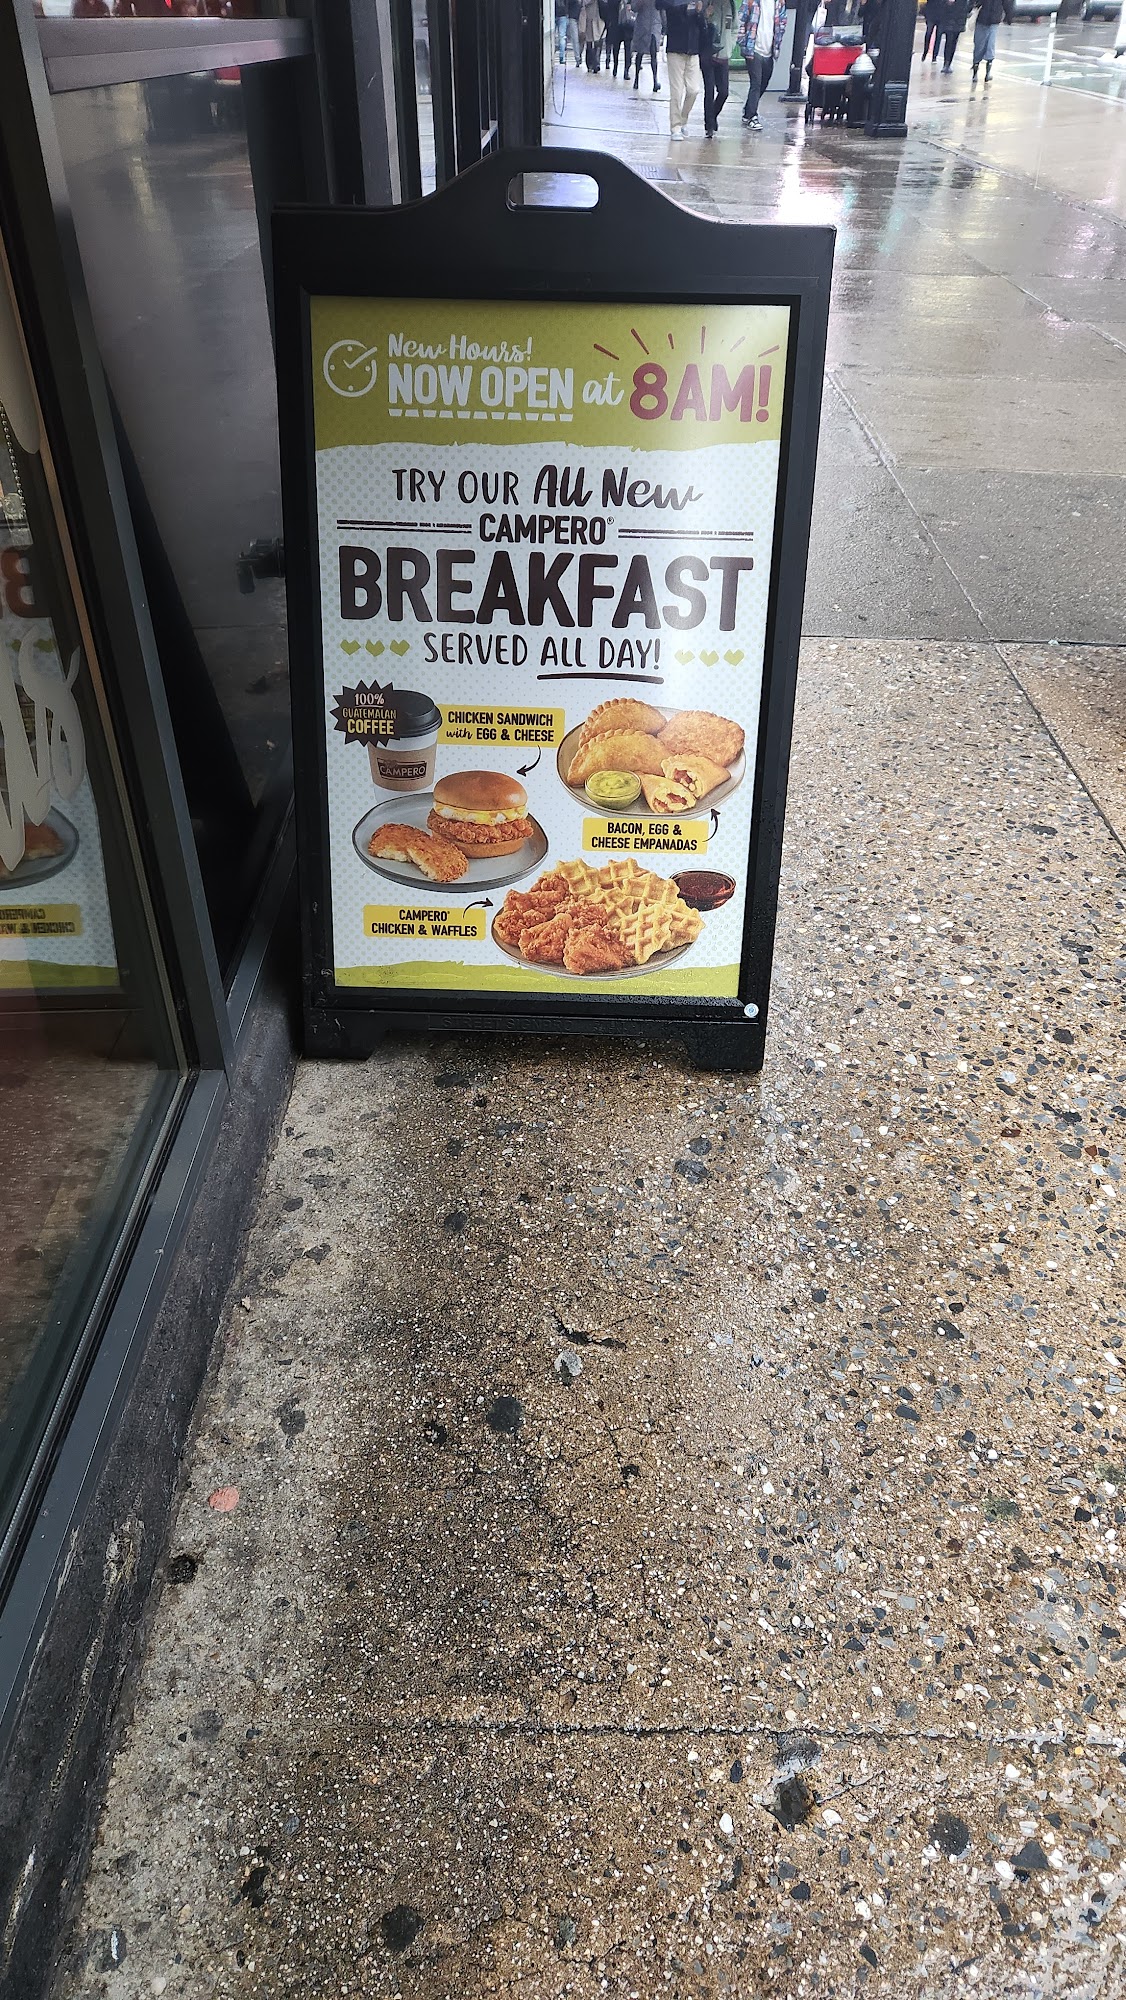 New Hours!
NOW OPEN at 8AM!
TRY OUR All New
CAMPERO®
BREAKFAST
SERVED ALL DAY!
100%
GUATEMALAN
COFFEE
CAMPERO
CHICKEN SANDWICH
with EGG & CHEESE
BACON, EGG &
CHEESE EMPANADAS
CAMPERO®
CHICKEN & WAFFLES